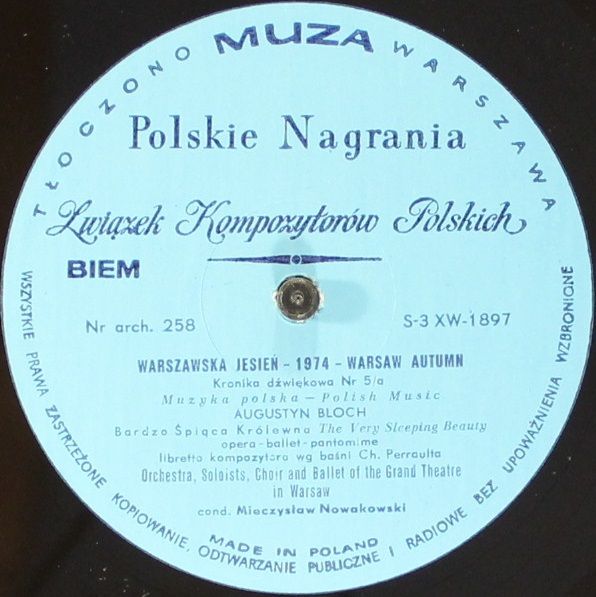 TŁOCZONO MUZA WARSZAWA
Polskie Nagrania
Związek Kompozytorów Polskich
BIEM
Nr arch. 258
S-3 XW-1897
WARSZAWSKA JESIEŃ - 1974 - WARSAW AUTUMN
Kronika dźwiękowa Nr 5/a
Muzyka polska — Polish Music
AUGUSTYN BLOCH
Bardzo Śpiąca Królewna The Very Sleeping Beauty
opera - ballet - pantomime
libretto kompozytora wg baśni Ch. Perraulta
Orchestra, Soloists, Choir and Ballet of the Grand Theatre
in Warsaw
cond. Mieczysław Nowakowski
MADE IN POLAND
WSZYSTKIE PRAWA ZASTRZEŻONE KOPIOWANIE, ODTWARZANIE PUBLICZNE I RADIOWE BEZ UPOWAŻNIENIA WZBRONIONE